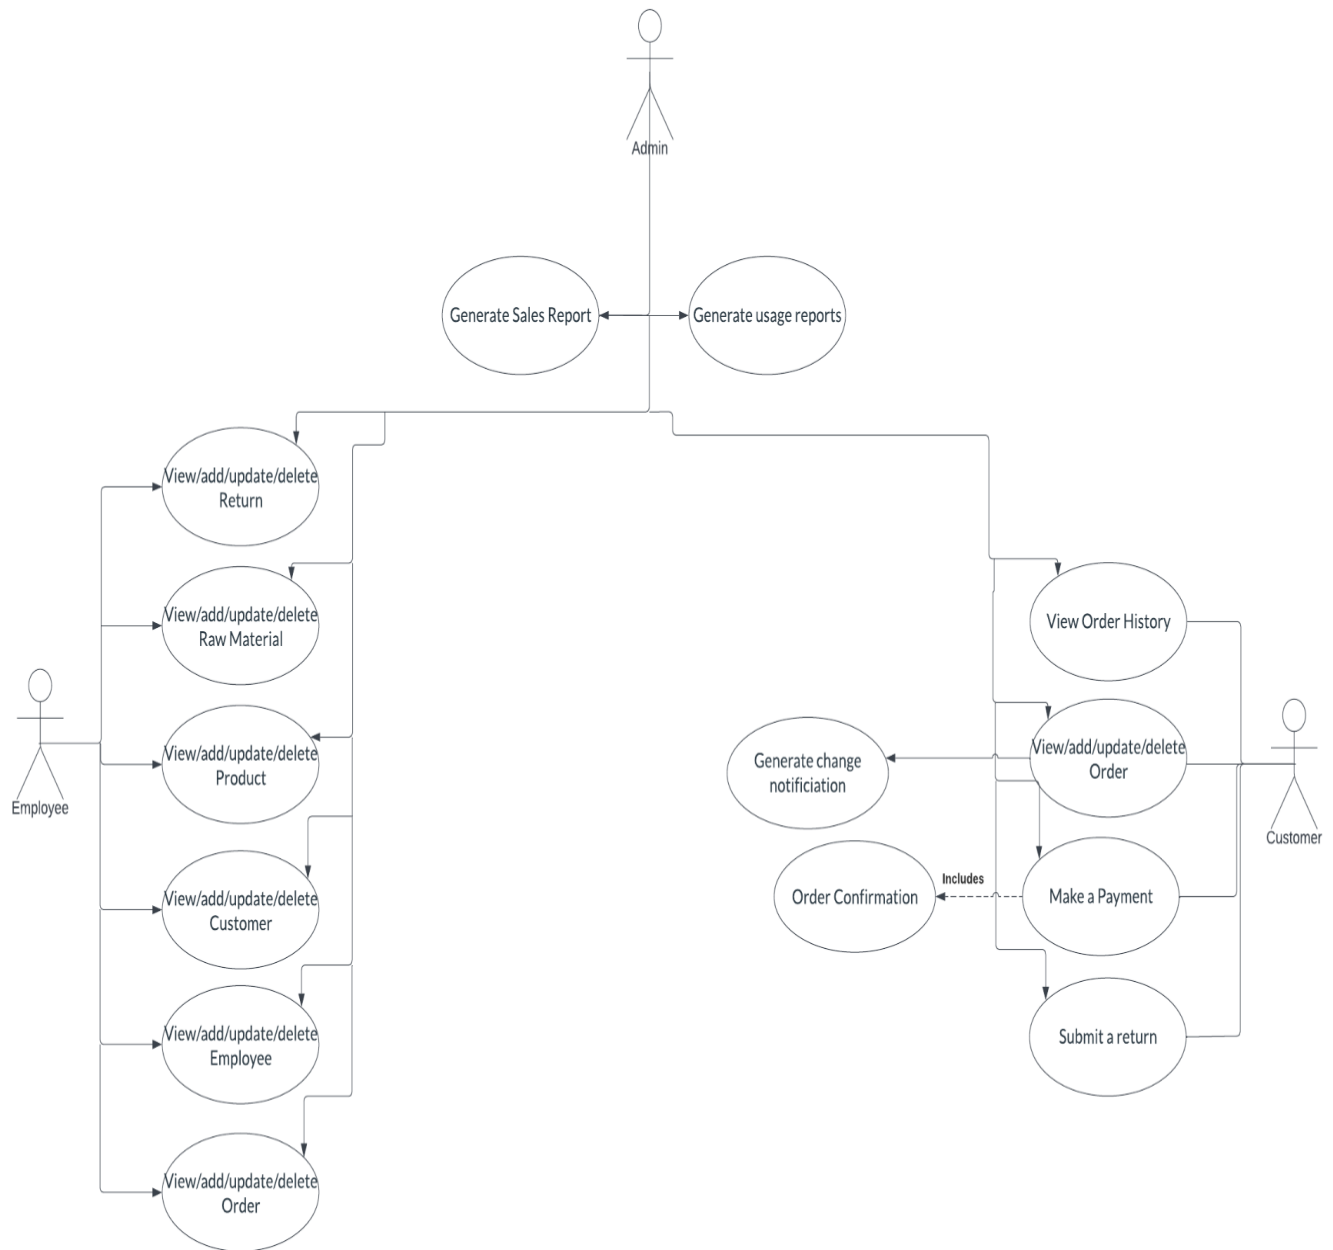 Admin
Generate Sales Report
Generate usage reports
View/add/update/delete
Return
View/add/update/delete
Raw Material
View/add/update/delete
Product
View/add/update/delete
Customer
View/add/update/delete
Employee
View/add/update/delete
Order
Employee
View Order History
View/add/update/delete
Order
Generate change
notificiation
Includes
Order Confirmation
Make a Payment
Submit a return
Customer